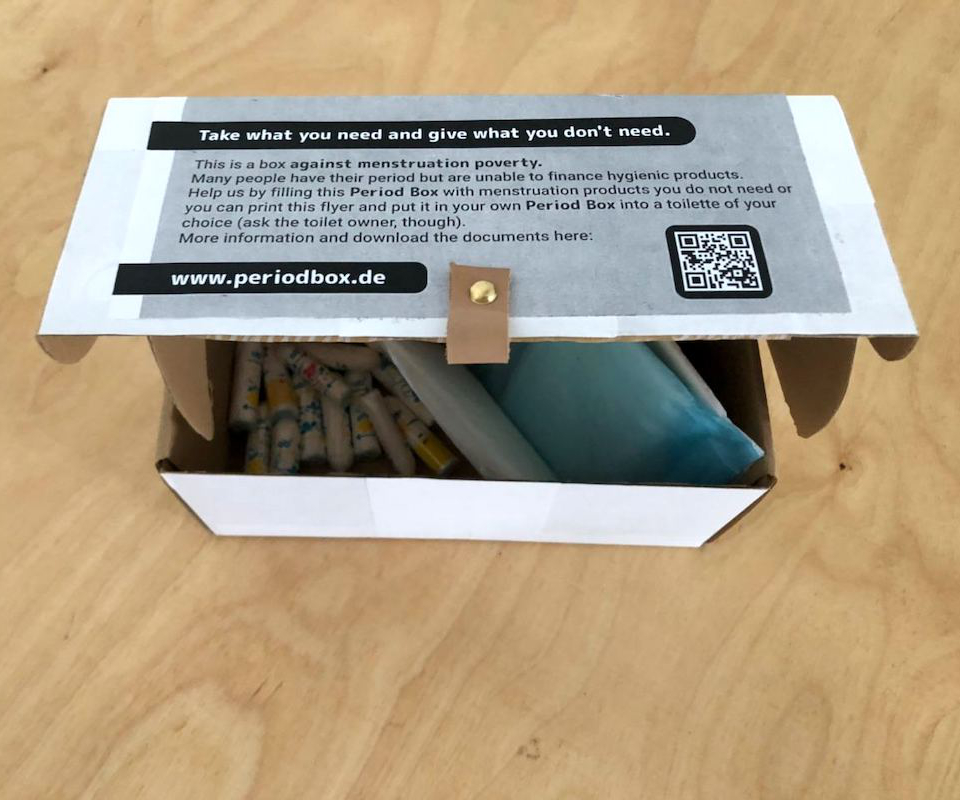 Take what you need and give what you don't need.
This is a box against menstruation poverty.
Many people have their period but are unable to finance hygienic products.
Help us by filling this Period Box with menstruation products you do not need or
you can print this flyer and put it in your own Period Box into a toilette of your
choice (ask the toilet owner, though).
More information and download the documents here:
www.periodbox.de